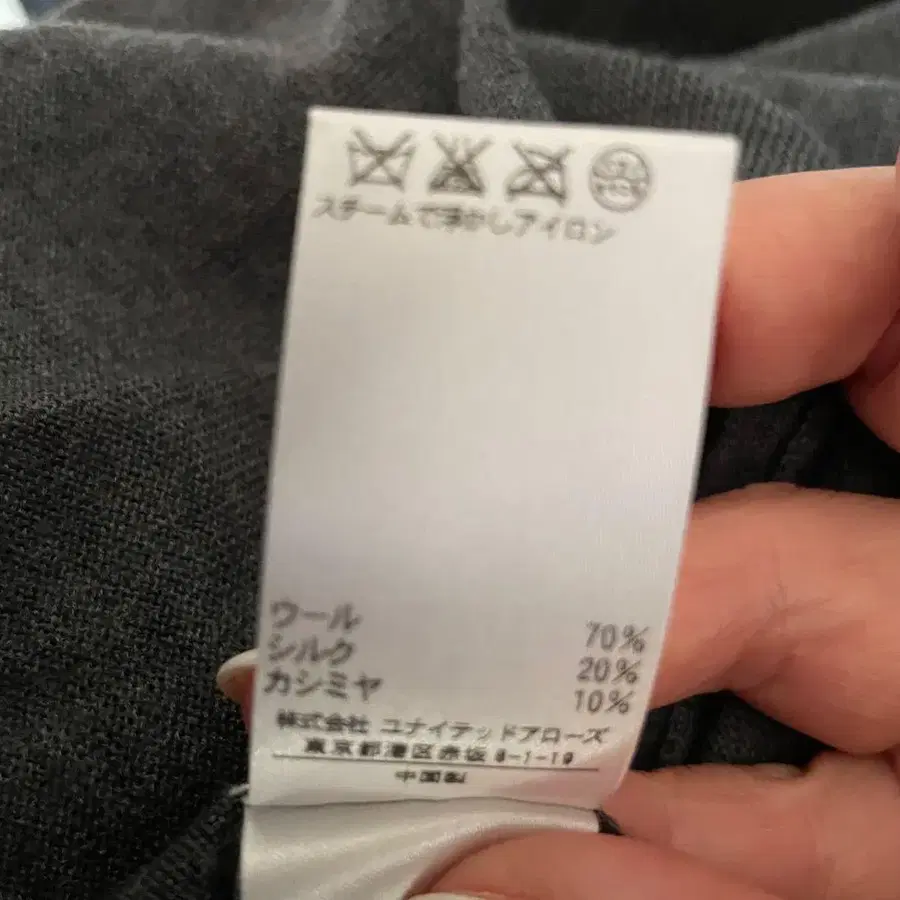 スチームで浮かしアイロン
ウール 70%
シルク 20%
カシミヤ 10%
株式会社 ユナイテッドアローズ
東京都港区赤坂 8-1-19
中国製